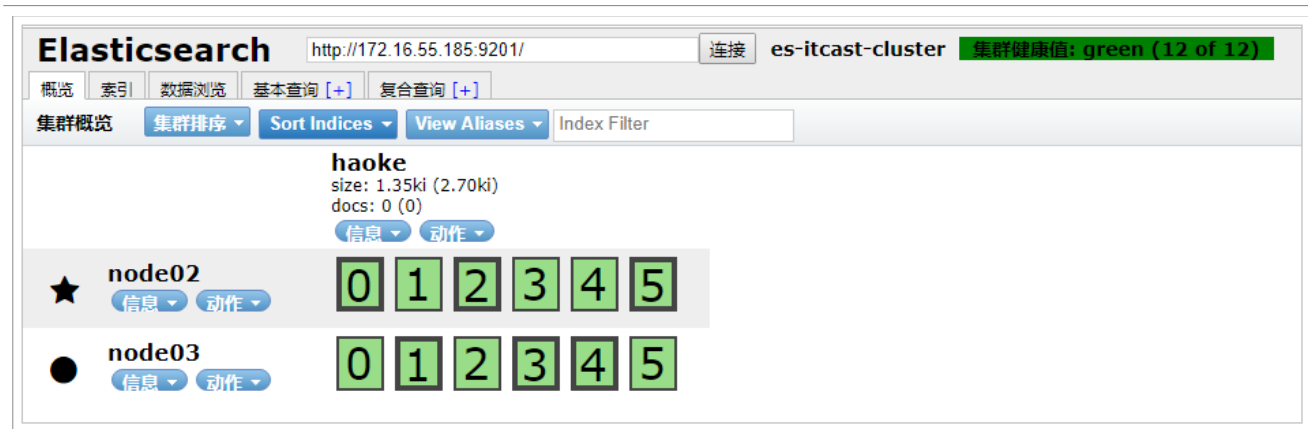 Elasticsearch http://172.16.55.185:9201/ 连接 es-itcast-cluster 集群健康值: green (12 of 12)
概览 索引 数据浏览 基本查询 [+] 复合查询 [+]
集群概览 集群排序 Sort Indices View Aliases Index Filter
haoke
size: 1.35ki (2.70ki)
docs: 0 (0)
信息 动作
node02 0 1 2 3 4 5
信息 动作
node03 0 1 2 3 4 5
信息 动作